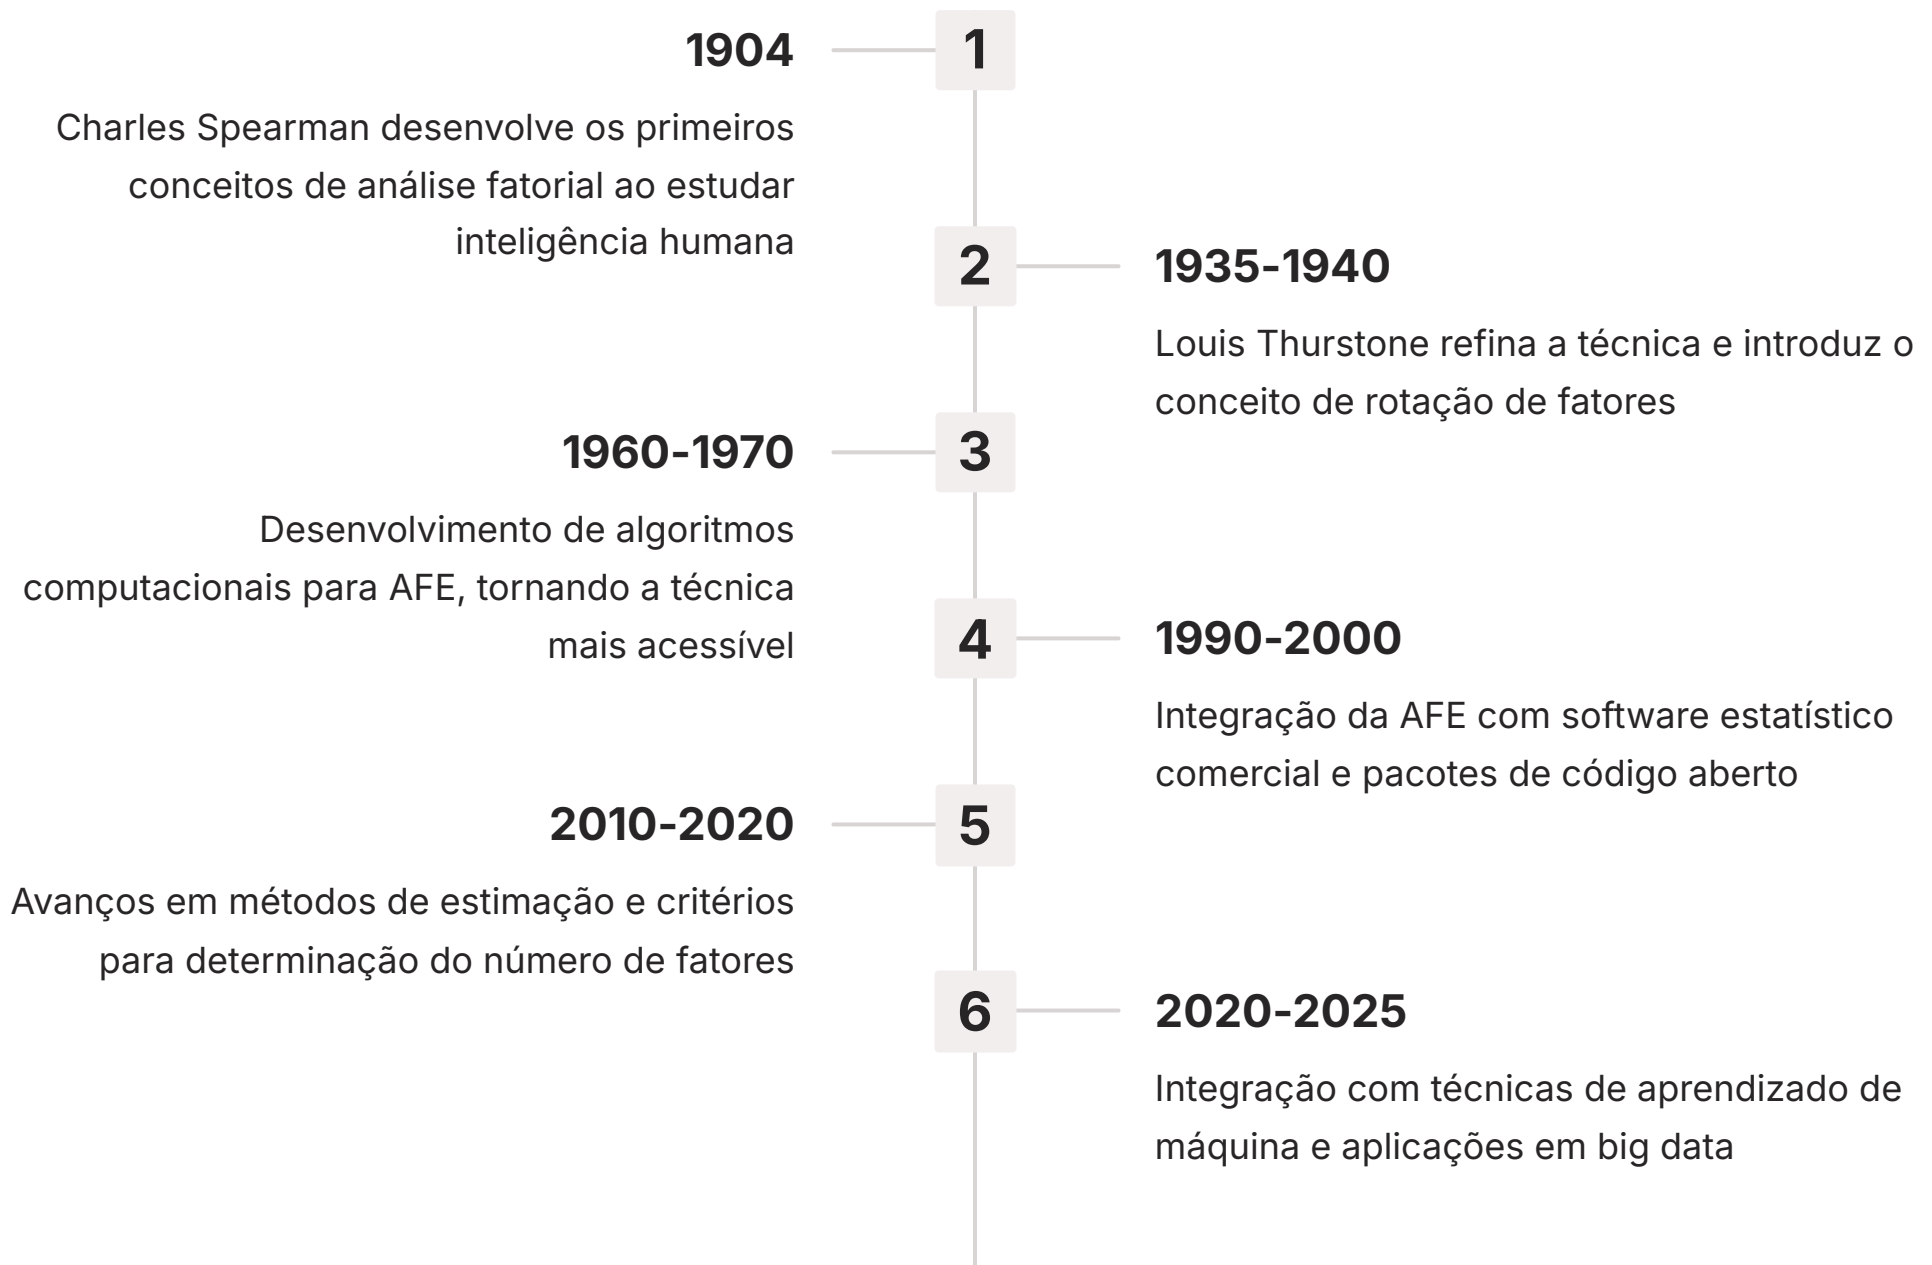 1904
1
Charles Spearman desenvolve os primeiros
conceitos de análise fatorial ao estudar
inteligência humana
2
1935-1940
Louis Thurstone refina a técnica e introduz o
conceito de rotação de fatores
1960-1970
3
Desenvolvimento de algoritmos
computacionais para AFE, tornando a técnica
mais acessível
4
1990-2000
Integração da AFE com software estatístico
comercial e pacotes de código aberto
2010-2020
5
Avanços em métodos de estimação e critérios
para determinação do número de fatores
6
2020-2025
Integração com técnicas de aprendizado de
máquina e aplicações em big data